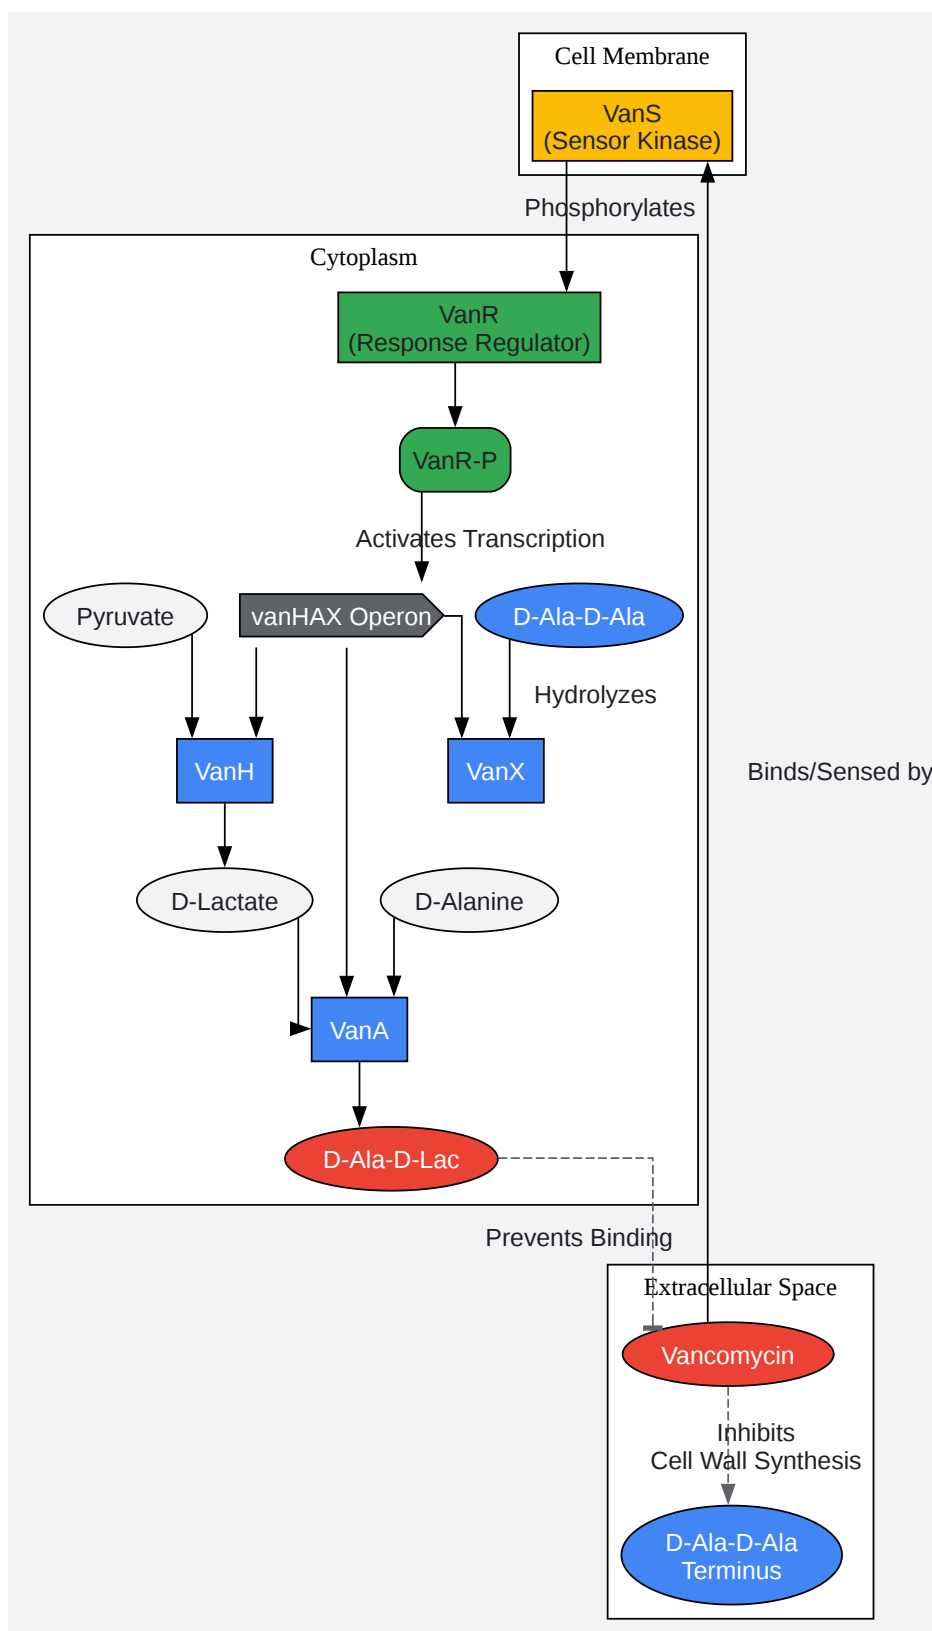 Cell Membrane
VanS
(Sensor Kinase)
Phosphorylates
Cytoplasm
VanR
(Response Regulator)
VanR-P
Activates Transcription
Pyruvate
vanHAX Operon
D-Ala-D-Ala
Hydrolyzes
VanH
VanX
Binds/Sensed by
D-Lactate
D-Alanine
VanA
D-Ala-D-Lac
Prevents Binding
Extracellular Space
Vancomycin
Inhibits
Cell Wall Synthesis
D-Ala-D-Ala
Terminus